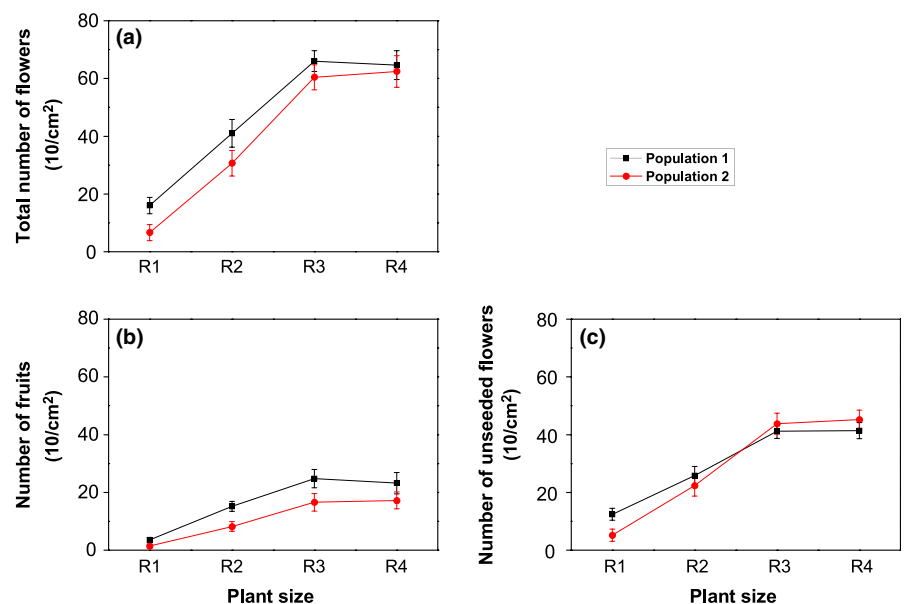 (a)
Total number of flowers
(10/cm²)
80
60
40
20
0
R1 R2 R3 R4
Population 1
Population 2
(b)
Number of fruits
(10/cm²)
80
60
40
20
0
R1 R2 R3 R4
Plant size
(c)
Number of unseeded flowers
(10/cm²)
80
60
40
20
0
R1 R2 R3 R4
Plant size